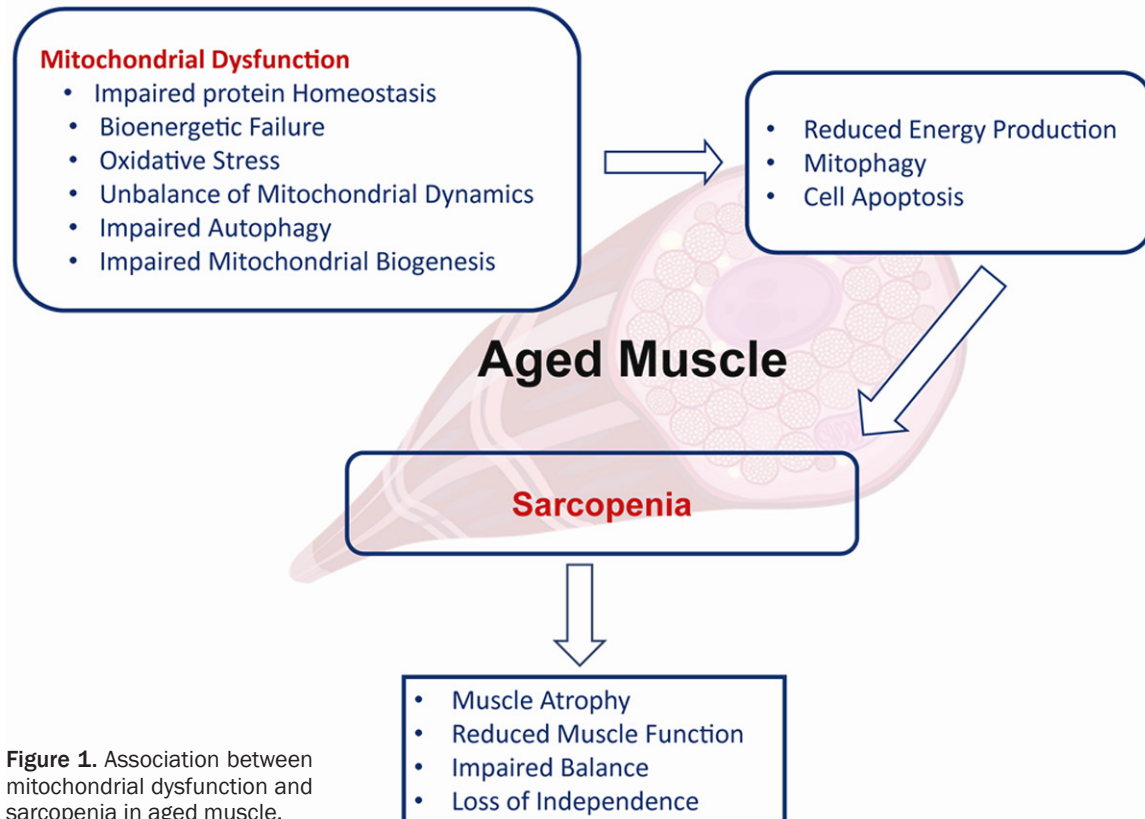 Mitochondrial Dysfunction
• Impaired protein Homeostasis
• Bioenergetic Failure
• Oxidative Stress
• Unbalance of Mitochondrial Dynamics
• Impaired Autophagy
• Impaired Mitochondrial Biogenesis
• Reduced Energy Production
• Mitophagy
• Cell Apoptosis
Aged Muscle
Sarcopenia
• Muscle Atrophy
• Reduced Muscle Function
• Impaired Balance
• Loss of Independence
Figure 1. Association between
mitochondrial dysfunction and
sarcopenia in aged muscle.